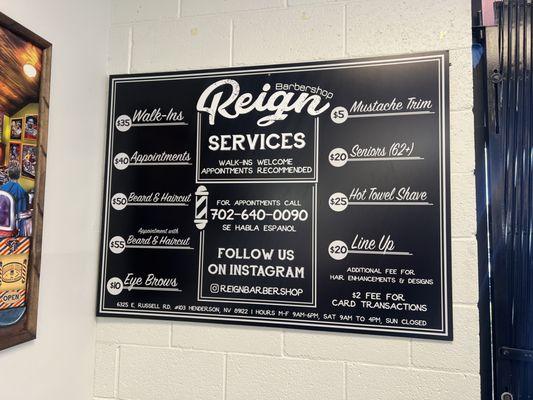 Reign
Barbershop
SERVICES
WALK-INS WELCOME
APPOINTMENTS RECOMMENDED
FOR APPOINTMENTS CALL
702-640-0090
SE HABLA ESPANOL
FOLLOW US
ON INSTAGRAM
REIGNBARBER.SHOP
$35 Walk-Ins
$40 Appointments
$50 Beard & Haircut
$55 Appointment with
Beard & Haircut
$10 Eye Brows
$5 Mustache Trim
$20 Seniors (62+)
$25 Hot Towel Shave
$20 Line Up
ADDITIONAL FEE FOR
HAIR ENHANCEMENTS & DESIGNS
$2 FEE FOR
CARD TRANSACTIONS
6325 E. RUSSELL RD. #103 HENDERSON, NV 89122 | HOURS M-F 9AM-6PM, SAT 9AM TO 4PM, SUN CLOSED
OPEN